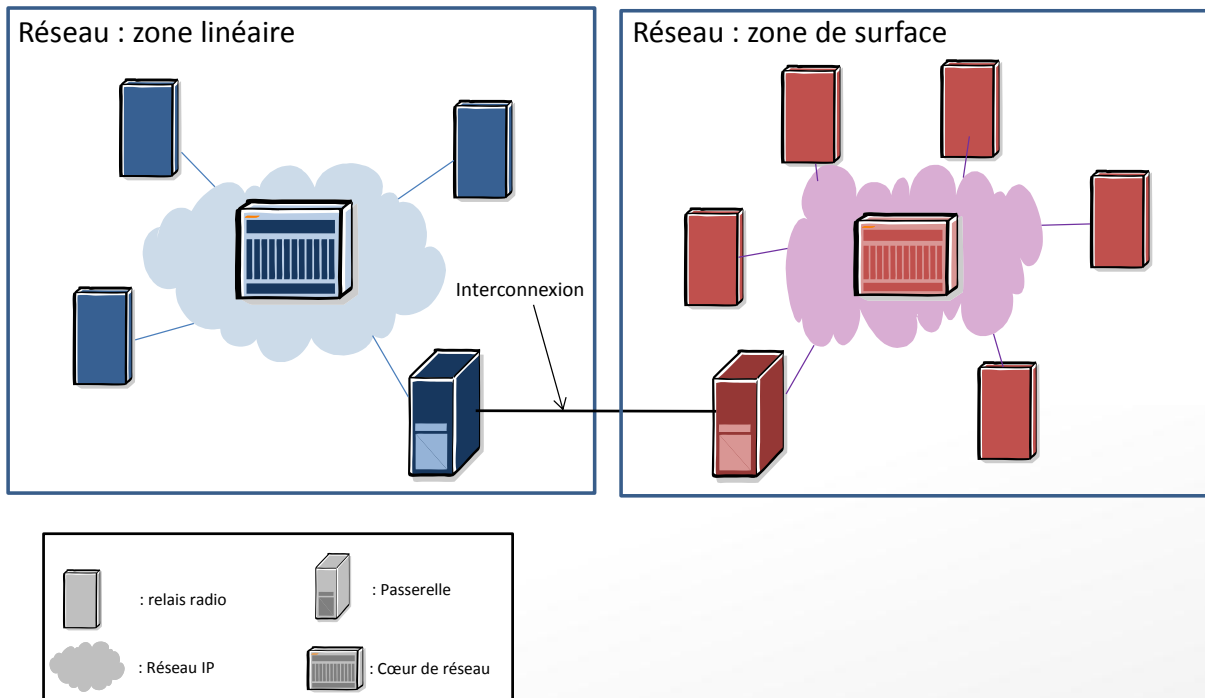 Réseau : zone linéaire
Réseau : zone de surface
Interconnexion
: relais radio
: Passerelle
: Réseau IP
: Cœur de réseau